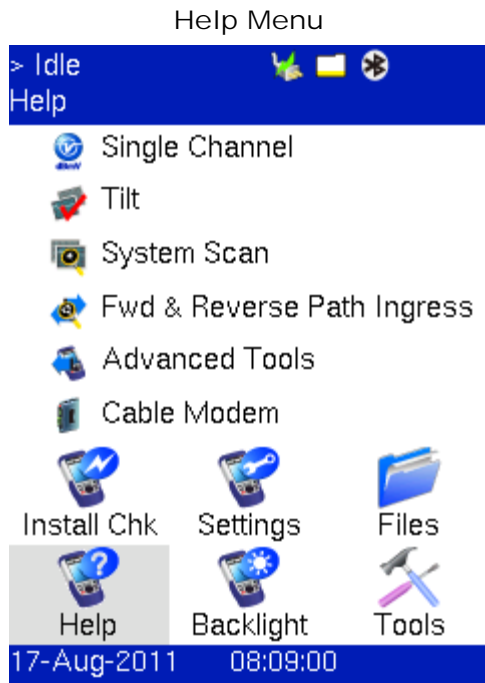 Help Menu
> Idle
Help
Single Channel
Tilt
System Scan
Fwd & Reverse Path Ingress
Advanced Tools
Cable Modem
Install Chk Settings Files
Help Backlight Tools
17-Aug-2011 08:09:00